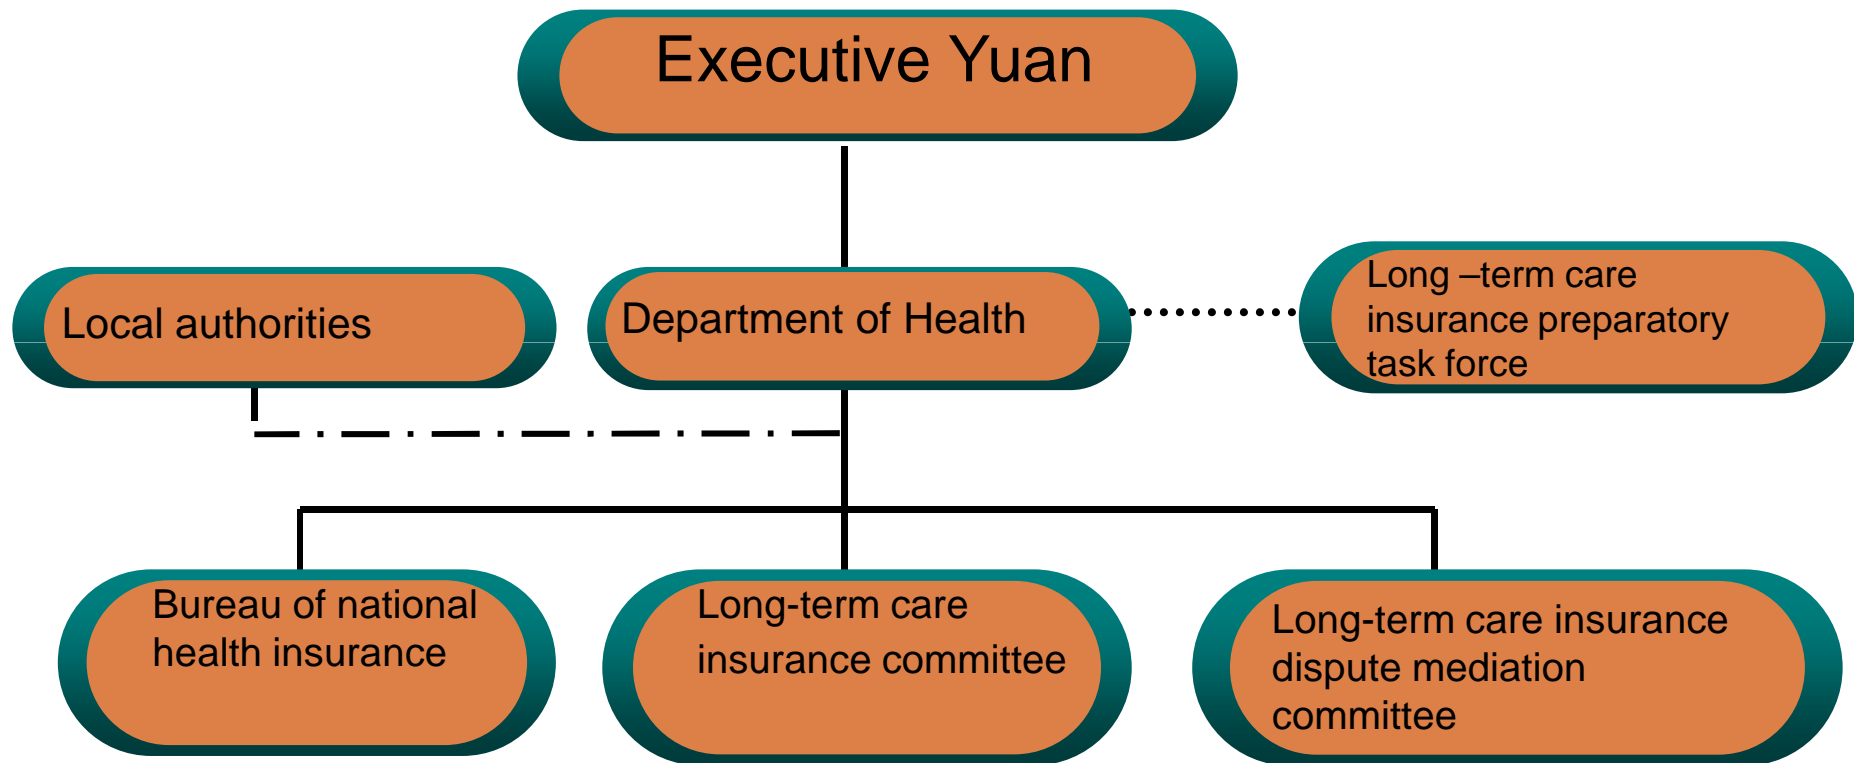 Executive Yuan
Local authorities
Department of Health
Long –term care
insurance preparatory
task force
Bureau of national
health insurance
Long-term care
insurance committee
Long-term care insurance
dispute mediation
committee